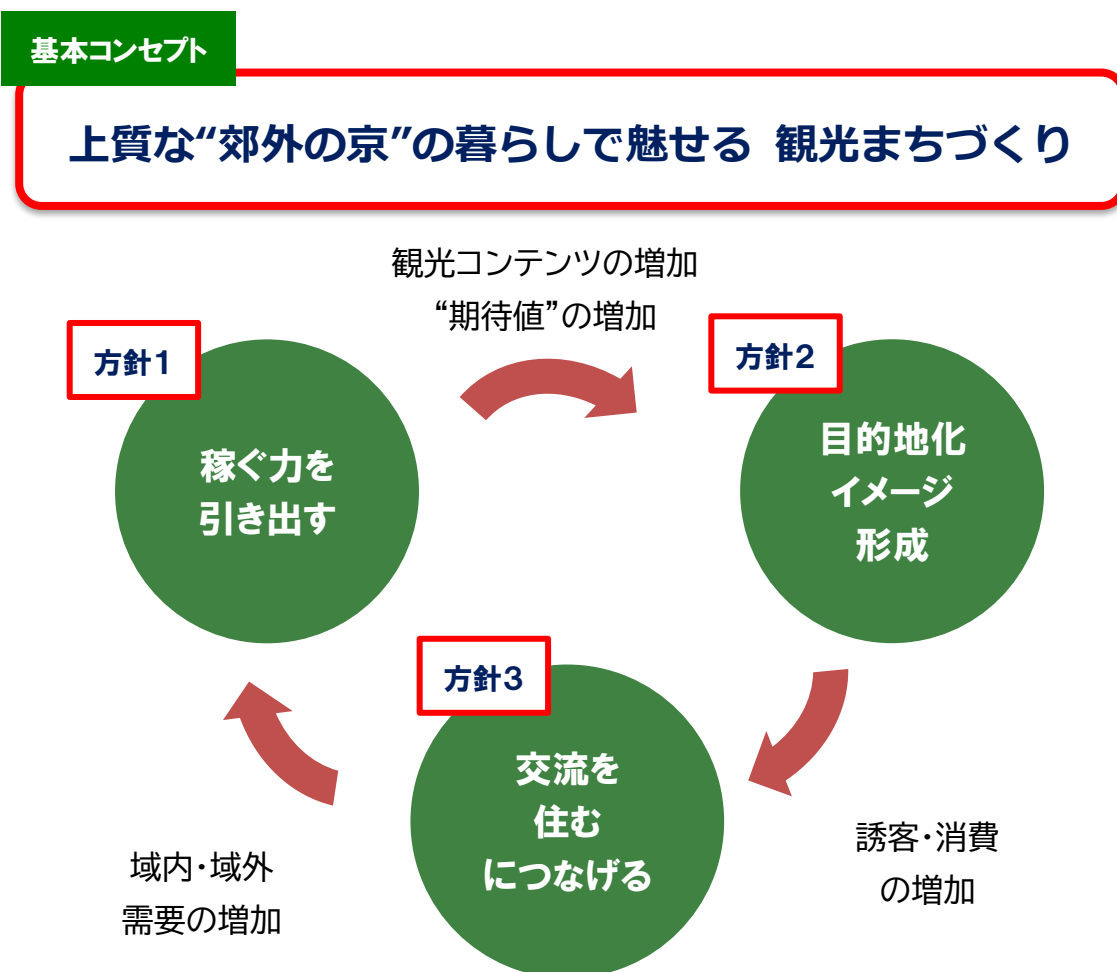 基本コンセプト
上質な“郊外の京”の暮らしで魅せる 観光まちづくり
観光コンテンツの増加
“期待値”の増加
方針1
稼ぐ力を
引き出す
方針2
目的地化
イメージ
形成
方針3
交流を
住む
につなげる
誘客・消費
の増加
域内・域外
需要の増加